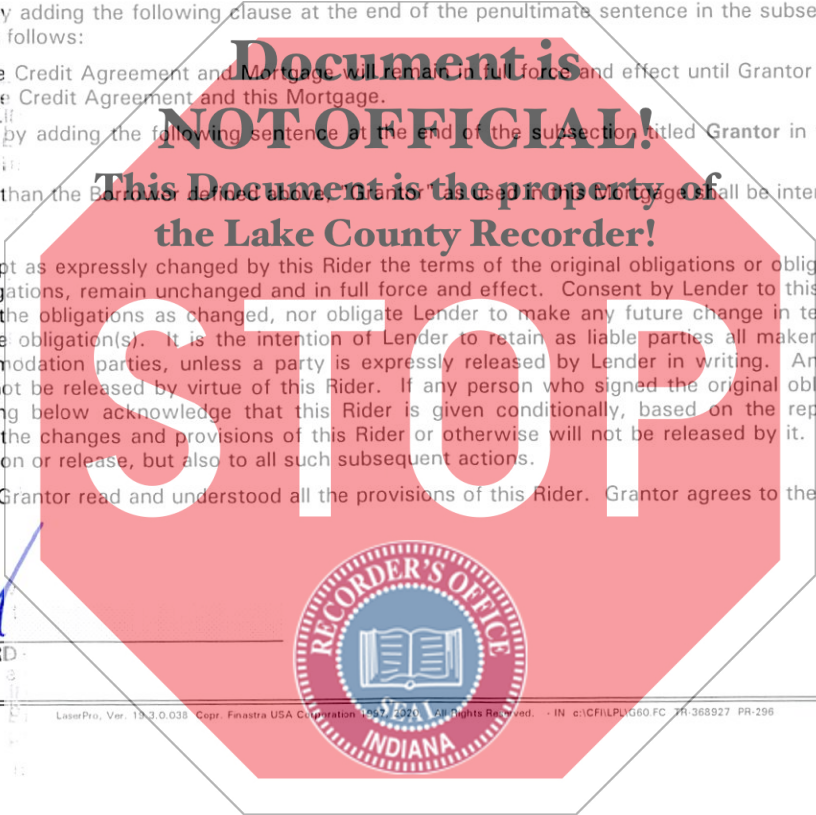 y adding the following clause at the end of the penultimate sentence in the subse
follows:
Document is
e Credit Agreement and Mortgage will remain in full force and effect until Grantor
e Credit Agreement and this Mortgage.
NOT OFFICIAL!
by adding the following sentence at the end of the subsection titled Grantor in
This Document is the property of
than the Borrower defined above, "Grantor" as used in this Mortgage shall be inter
the Lake County Recorder!
pt as expressly changed by this Rider the terms of the original obligations or oblig
gations, remain unchanged and in full force and effect. Consent by Lender to this
the obligations as changed, nor obligate Lender to make any future change in te
e obligation(s). It is the intention of Lender to retain as liable parties all maker
modation parties, unless a party is expressly released by Lender in writing. An
ot be released by virtue of this Rider. If any person who signed the original obl
ng below acknowledge that this Rider is given conditionally, based on the rep
the changes and provisions of this Rider or otherwise will not be released by it.
on or release, but also to all such subsequent actions.
STOP
Grantor read and understood all the provisions of this Rider. Grantor agrees to the
RECORDER'S OFFICE
SEAL
INDIANA
RD
LaserPro, Ver. 19.3.0.038 Copr. Finastra USA Corporation 1997, 2020. All Rights Reserved. - IN c:\CFI\LPL\G60.FC TR-368927 PR-296